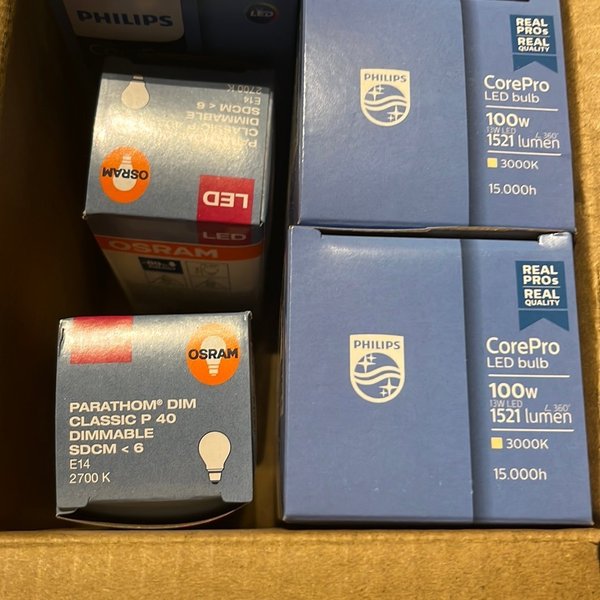 PHILIPS
LED
REAL
PROs
REAL
QUALITY
PHILIPS
CorePro
LED bulb
100w
13W LED
∠ 360°
1521 lumen
3000K
15.000h
DIMMABLE
SDCM < 6
E14
2700 K
OSRAM
LED
LED
OSRAM
REAL
PROs
REAL
QUALITY
PHILIPS
CorePro
LED bulb
100w
13W LED
∠ 360°
1521 lumen
3000K
15.000h
OSRAM
PARATHOM® DIM
CLASSIC P 40
DIMMABLE
SDCM < 6
E14
2700 K